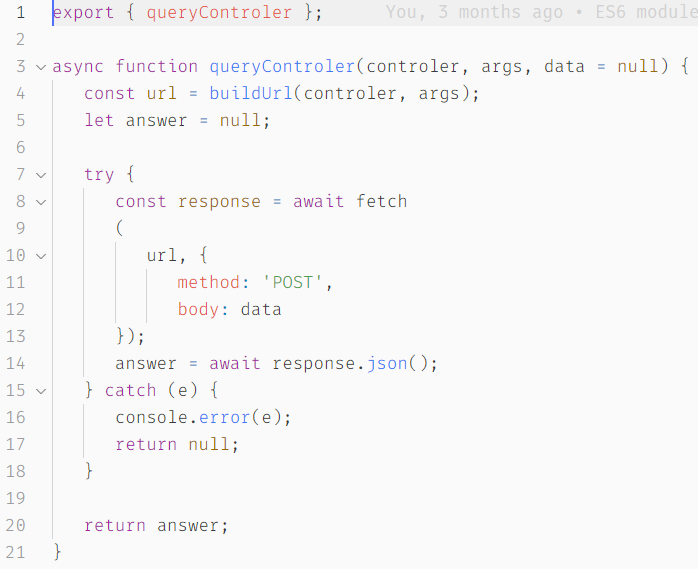 1 export { queryControler }; You, 3 months ago • ES6 module
2
3 async function queryControler(controler, args, data = null) {
4 const url = buildUrl(controler, args);
5 let answer = null;
6
7 try {
8 const response = await fetch
9 (
10 url, {
11 method: 'POST',
12 body: data
13 });
14 answer = await response.json();
15 } catch (e) {
16 console.error(e);
17 return null;
18 }
19
20 return answer;
21 }